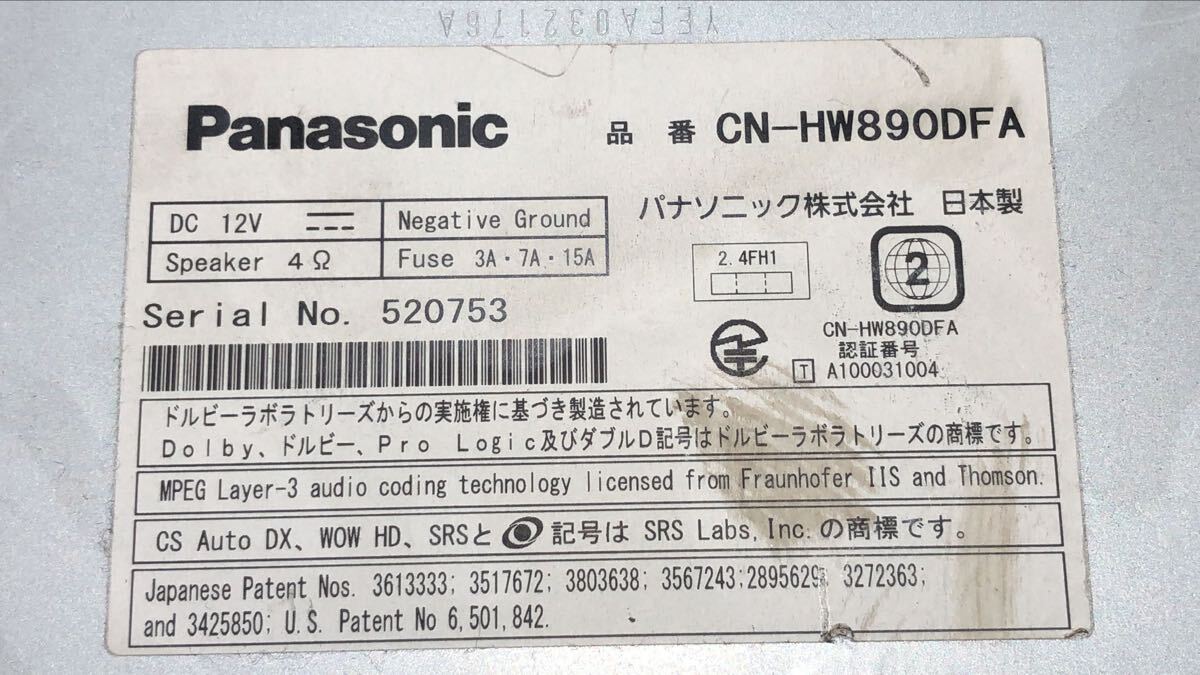 YEFA032176A
Panasonic 品番 CN-HW890DFA
DC 12V Negative Ground
Speaker 4Ω Fuse 3A・7A・15A
パナソニック株式会社 日本製
2.4FH1
2
Serial No. 520753
CN-HW890DFA
認証番号
T A100031004
ドルビーラボラトリーズからの実施権に基づき製造されています。
Dolby、ドルビー、Pro Logic及びダブルD記号はドルビーラボラトリーズの商標です。
MPEG Layer-3 audio coding technology licensed from Fraunhofer IIS and Thomson.
CS Auto DX、WOW HD、SRSと 記号は SRS Labs, Inc. の商標です。
Japanese Patent Nos. 3613333; 3517672; 3803638; 3567243;2895629; 3272363;
and 3425850; U.S. Patent No 6,501,842.